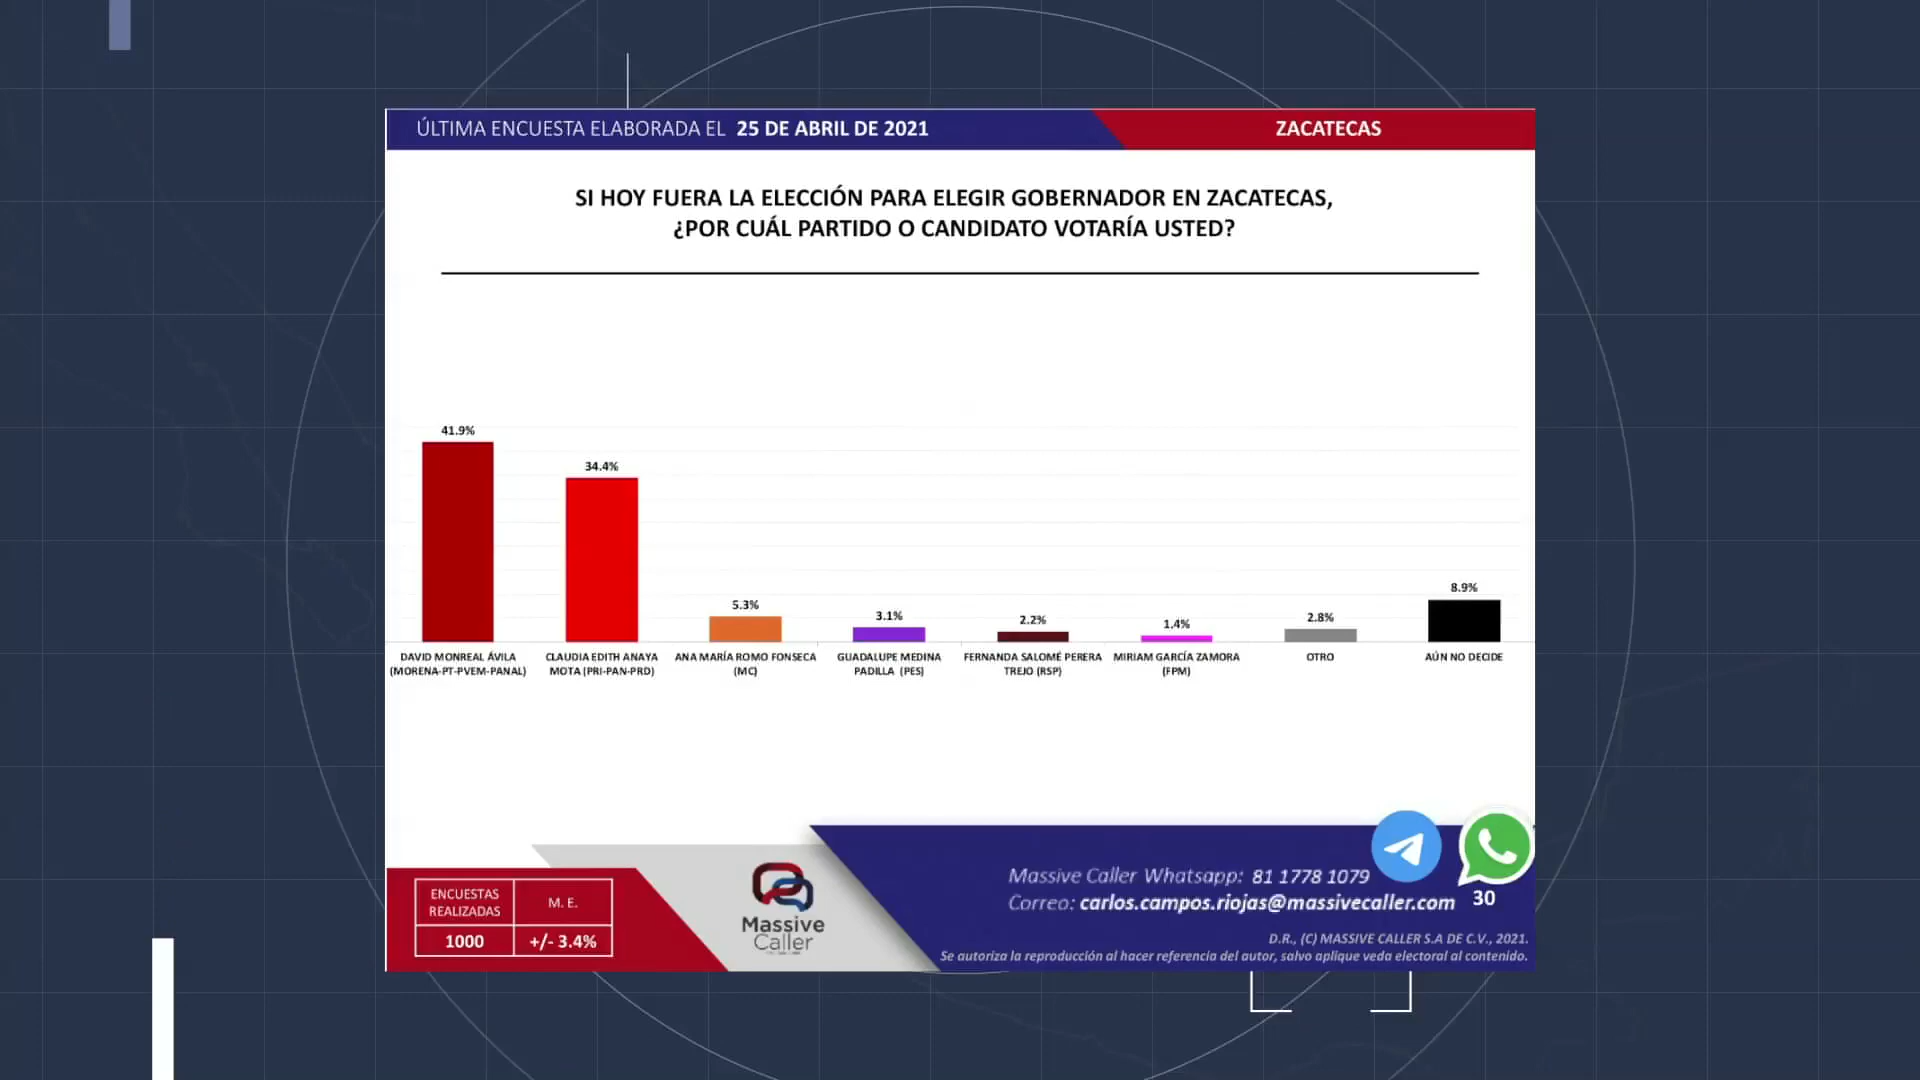 ÚLTIMA ENCUESTA ELABORADA EL 25 DE ABRIL DE 2021
ZACATECAS
SI HOY FUERA LA ELECCIÓN PARA ELEGIR GOBERNADOR EN ZACATECAS,
¿POR CUÁL PARTIDO O CANDIDATO VOTARÍA USTED?
41.9%
34.4%
5.3%
3.1%
2.2%
1.4%
2.8%
8.9%
DAVID MONREAL ÁVILA
(MORENA-PT-PVEM-PANAL)
CLAUDIA EDITH ANAYA
MOTA (PRI-PAN-PRD)
ANA MARÍA ROMO FONSECA
(MC)
GUADALUPE MEDINA
PADILLA (PES)
FERNANDA SALOMÉ PERERA
TREJO (RSP)
MIRIAM GARCÍA ZAMORA
(FPM)
OTRO
AÚN NO DECIDE
ENCUESTAS
REALIZADAS
M. E.
1000
+/- 3.4%
Massive
Caller
Massive Caller Whatsapp: 81 1778 1079
Correo: carlos.campos.riojas@massivecaller.com
30
D.R., (C) MASSIVE CALLER S.A DE C.V., 2021.
Se autoriza la reproducción al hacer referencia del autor, salvo aplique veda electoral al contenido.